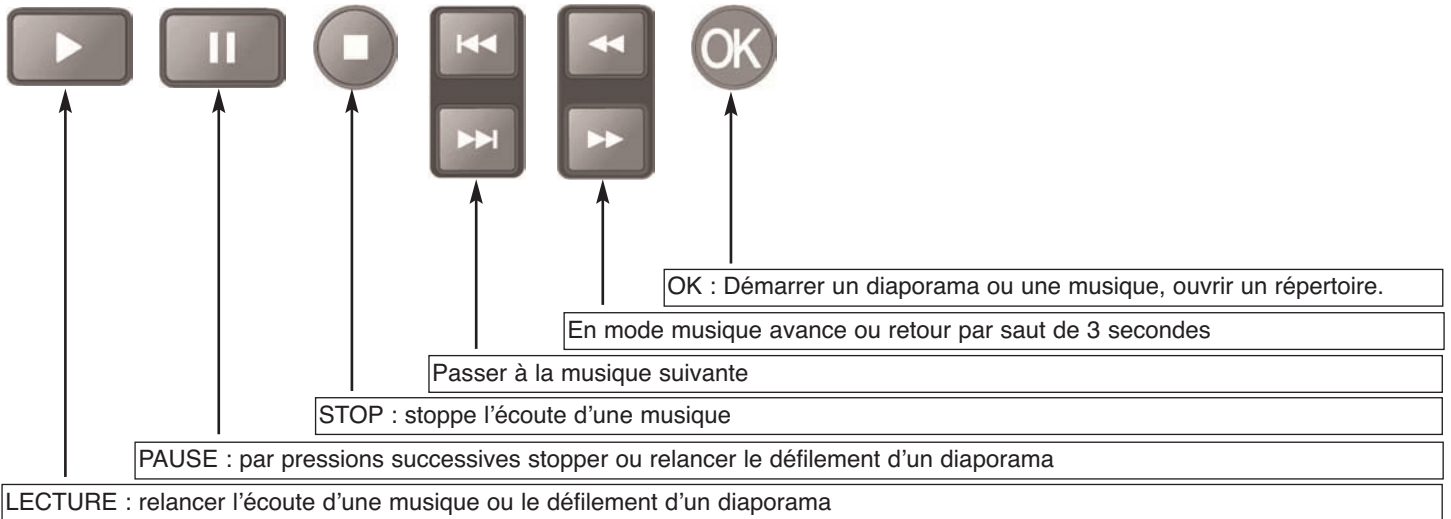 OK
OK : Démarrer un diaporama ou une musique, ouvrir un répertoire.
En mode musique avance ou retour par saut de 3 secondes
Passer à la musique suivante
STOP : stoppe l'écoute d'une musique
PAUSE : par pressions successives stopper ou relancer le défilement d'un diaporama
LECTURE : relancer l'écoute d'une musique ou le défilement d'un diaporama